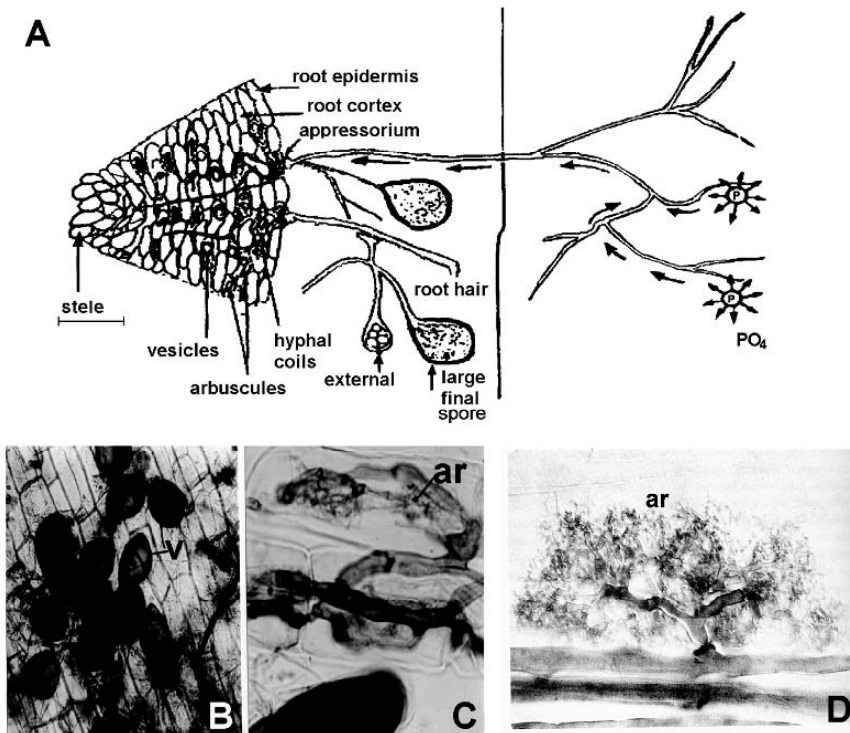 A
root epidermis
root cortex
appressorium
P
P
PO4
root hair
stele
vesicles
arbuscules
hyphal
coils
external
large
final
spore
v
B
ar
C
ar
D